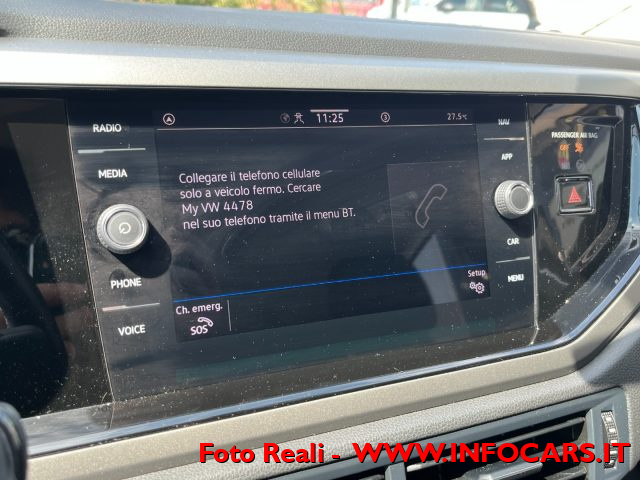 RADIO
MEDIA
PHONE
VOICE
11:25
3
27.5°C
Collegare il telefono cellulare
solo a veicolo fermo. Cercare
My VW 4478
nel suo telefono tramite il menu BT.
Setup
Ch. emerg.
SOS
NAV
APP
CAR
MENU
PASSENGER AIR BAG
OFF
Foto Reali - www.INFOCARS.IT